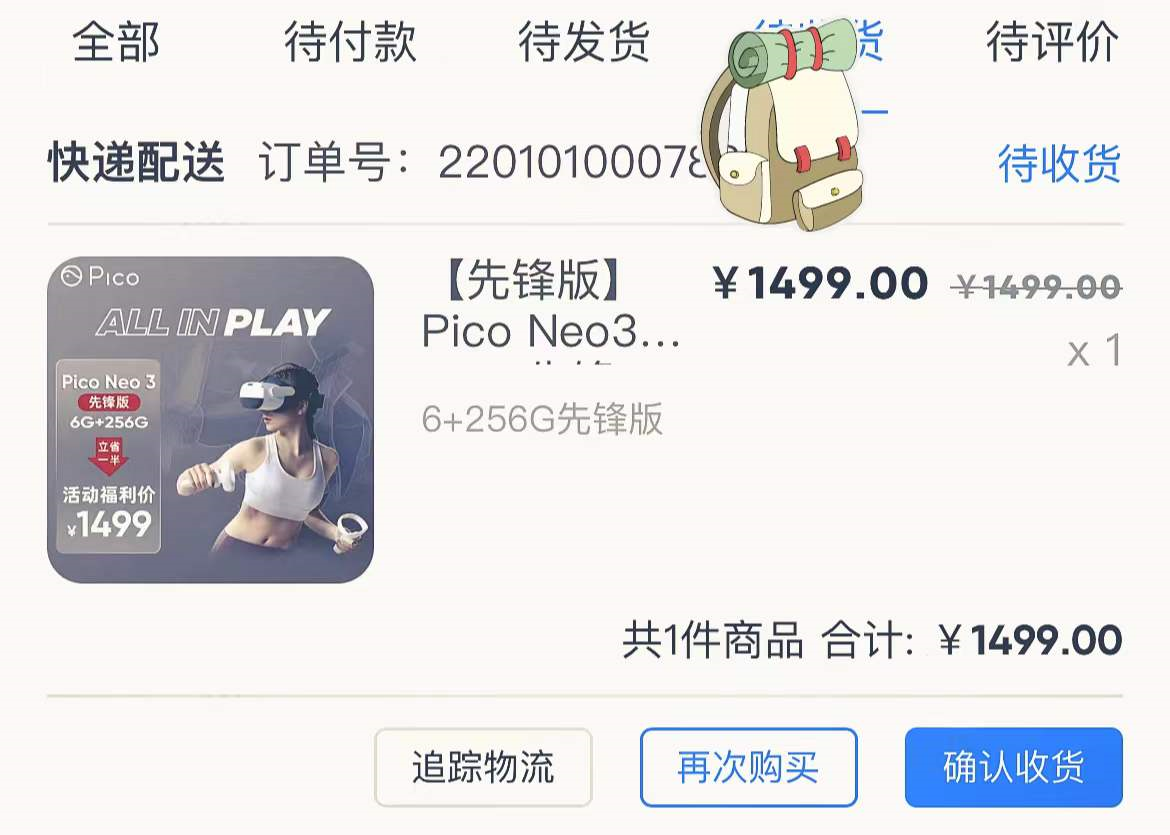 全部 待付款 待发货 待收货 待评价
快递配送 订单号：2201010007 待收货
Pico
ALL IN PLAY
Pico Neo 3
先锋版
6G+256G
立省
一半
活动福利价
¥1499
【先锋版】 ¥1499.00 ¥1499.00
Pico Neo3... x 1
6+256G先锋版
共1件商品 合计: ¥1499.00
追踪物流 再次购买 确认收货